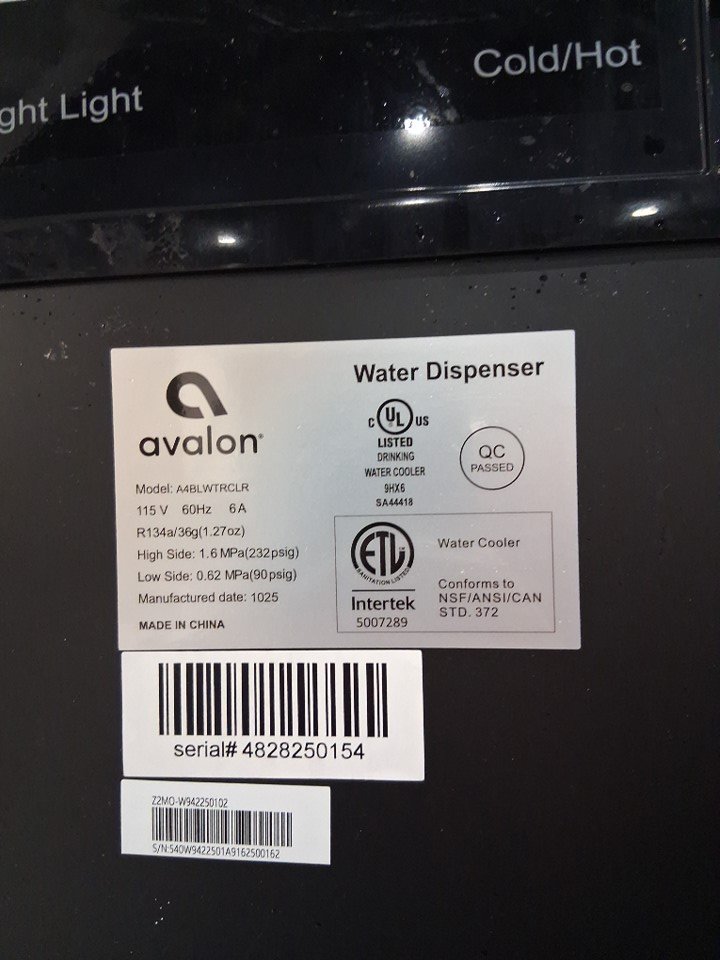 Cold/Hot
ght Light
avalon®
Water Dispenser
C UL US
LISTED
DRINKING
WATER COOLER
9HX6
SA44418
QC
PASSED
Model: A4BLWTRCLR
115 V 60Hz 6A
R134a/36g(1.27oz)
High Side: 1.6 MPa(232psig)
Low Side: 0.62 MPa(90psig)
Manufactured date: 1025
MADE IN CHINA
ETL
SANITATION LISTED
Intertek
5007289
Water Cooler
Conforms to
NSF/ANSI/CAN
STD. 372
serial# 4828250154
Z2MO-W942250102
S/N:540W9422501A9162500162